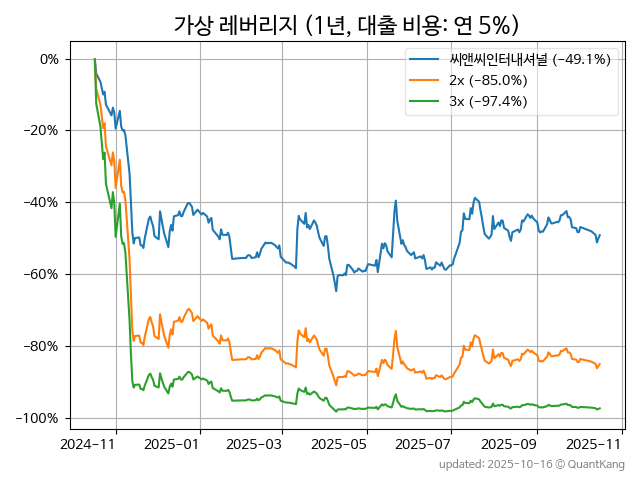 가상 레버리지 (1년, 대출 비용: 연 5%)
씨앤씨인터내셔널 (−49.1%)
2x (−85.0%)
3x (−97.4%)
0%
−20%
−40%
−60%
−80%
−100%
2024-11
2025-01
2025-03
2025-05
2025-07
2025-09
2025-11
updated: 2025-10-16 © QuantKang